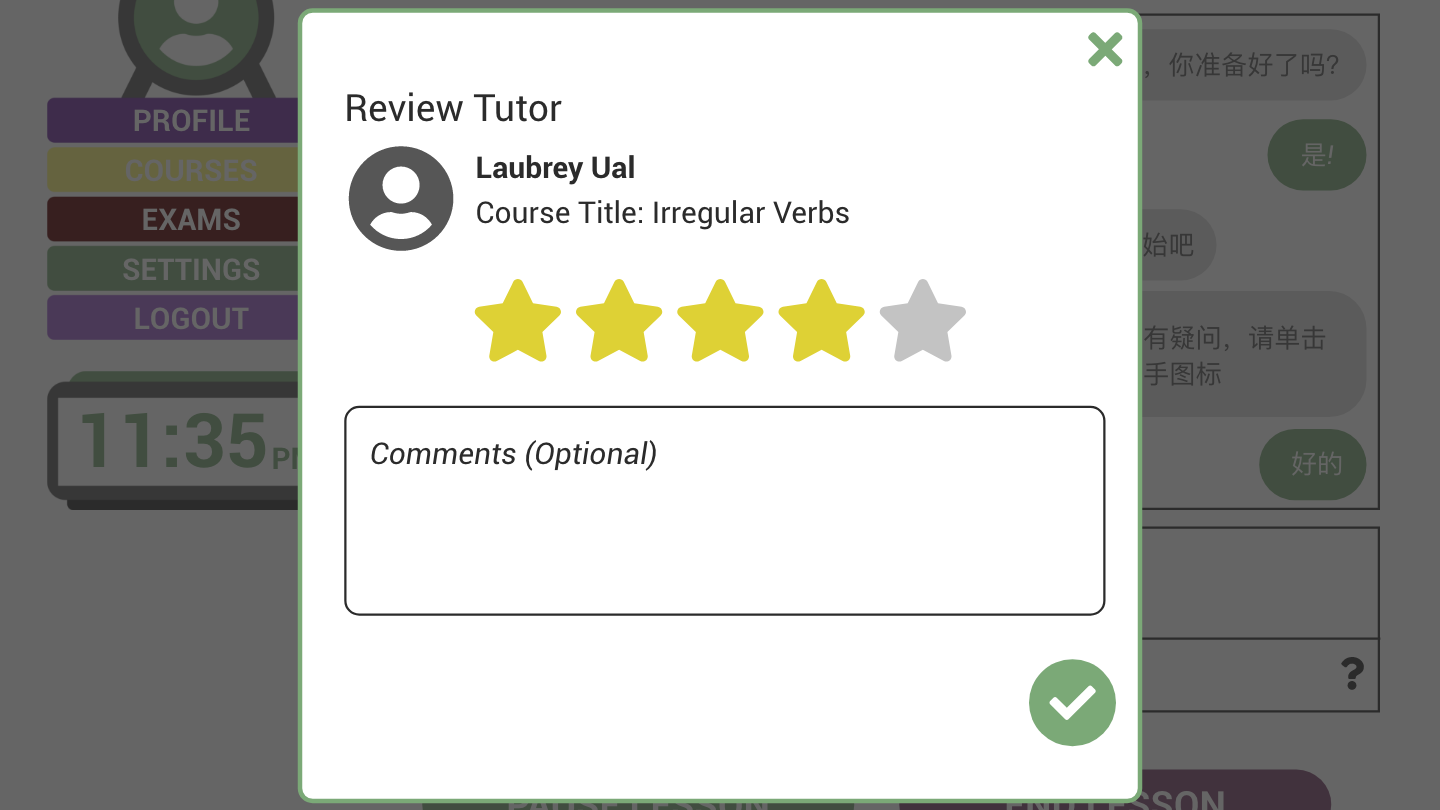 Review Tutor
Laubrey Ual
Course Title: Irregular Verbs
Comments (Optional)
PROFILE
COURSES
EXAMS
SETTINGS
LOGOUT
11:35
，你准备好了吗?
是!
始吧
有疑问，请单击
手图标
好的
?
PAUSE LESSON
END LESSON